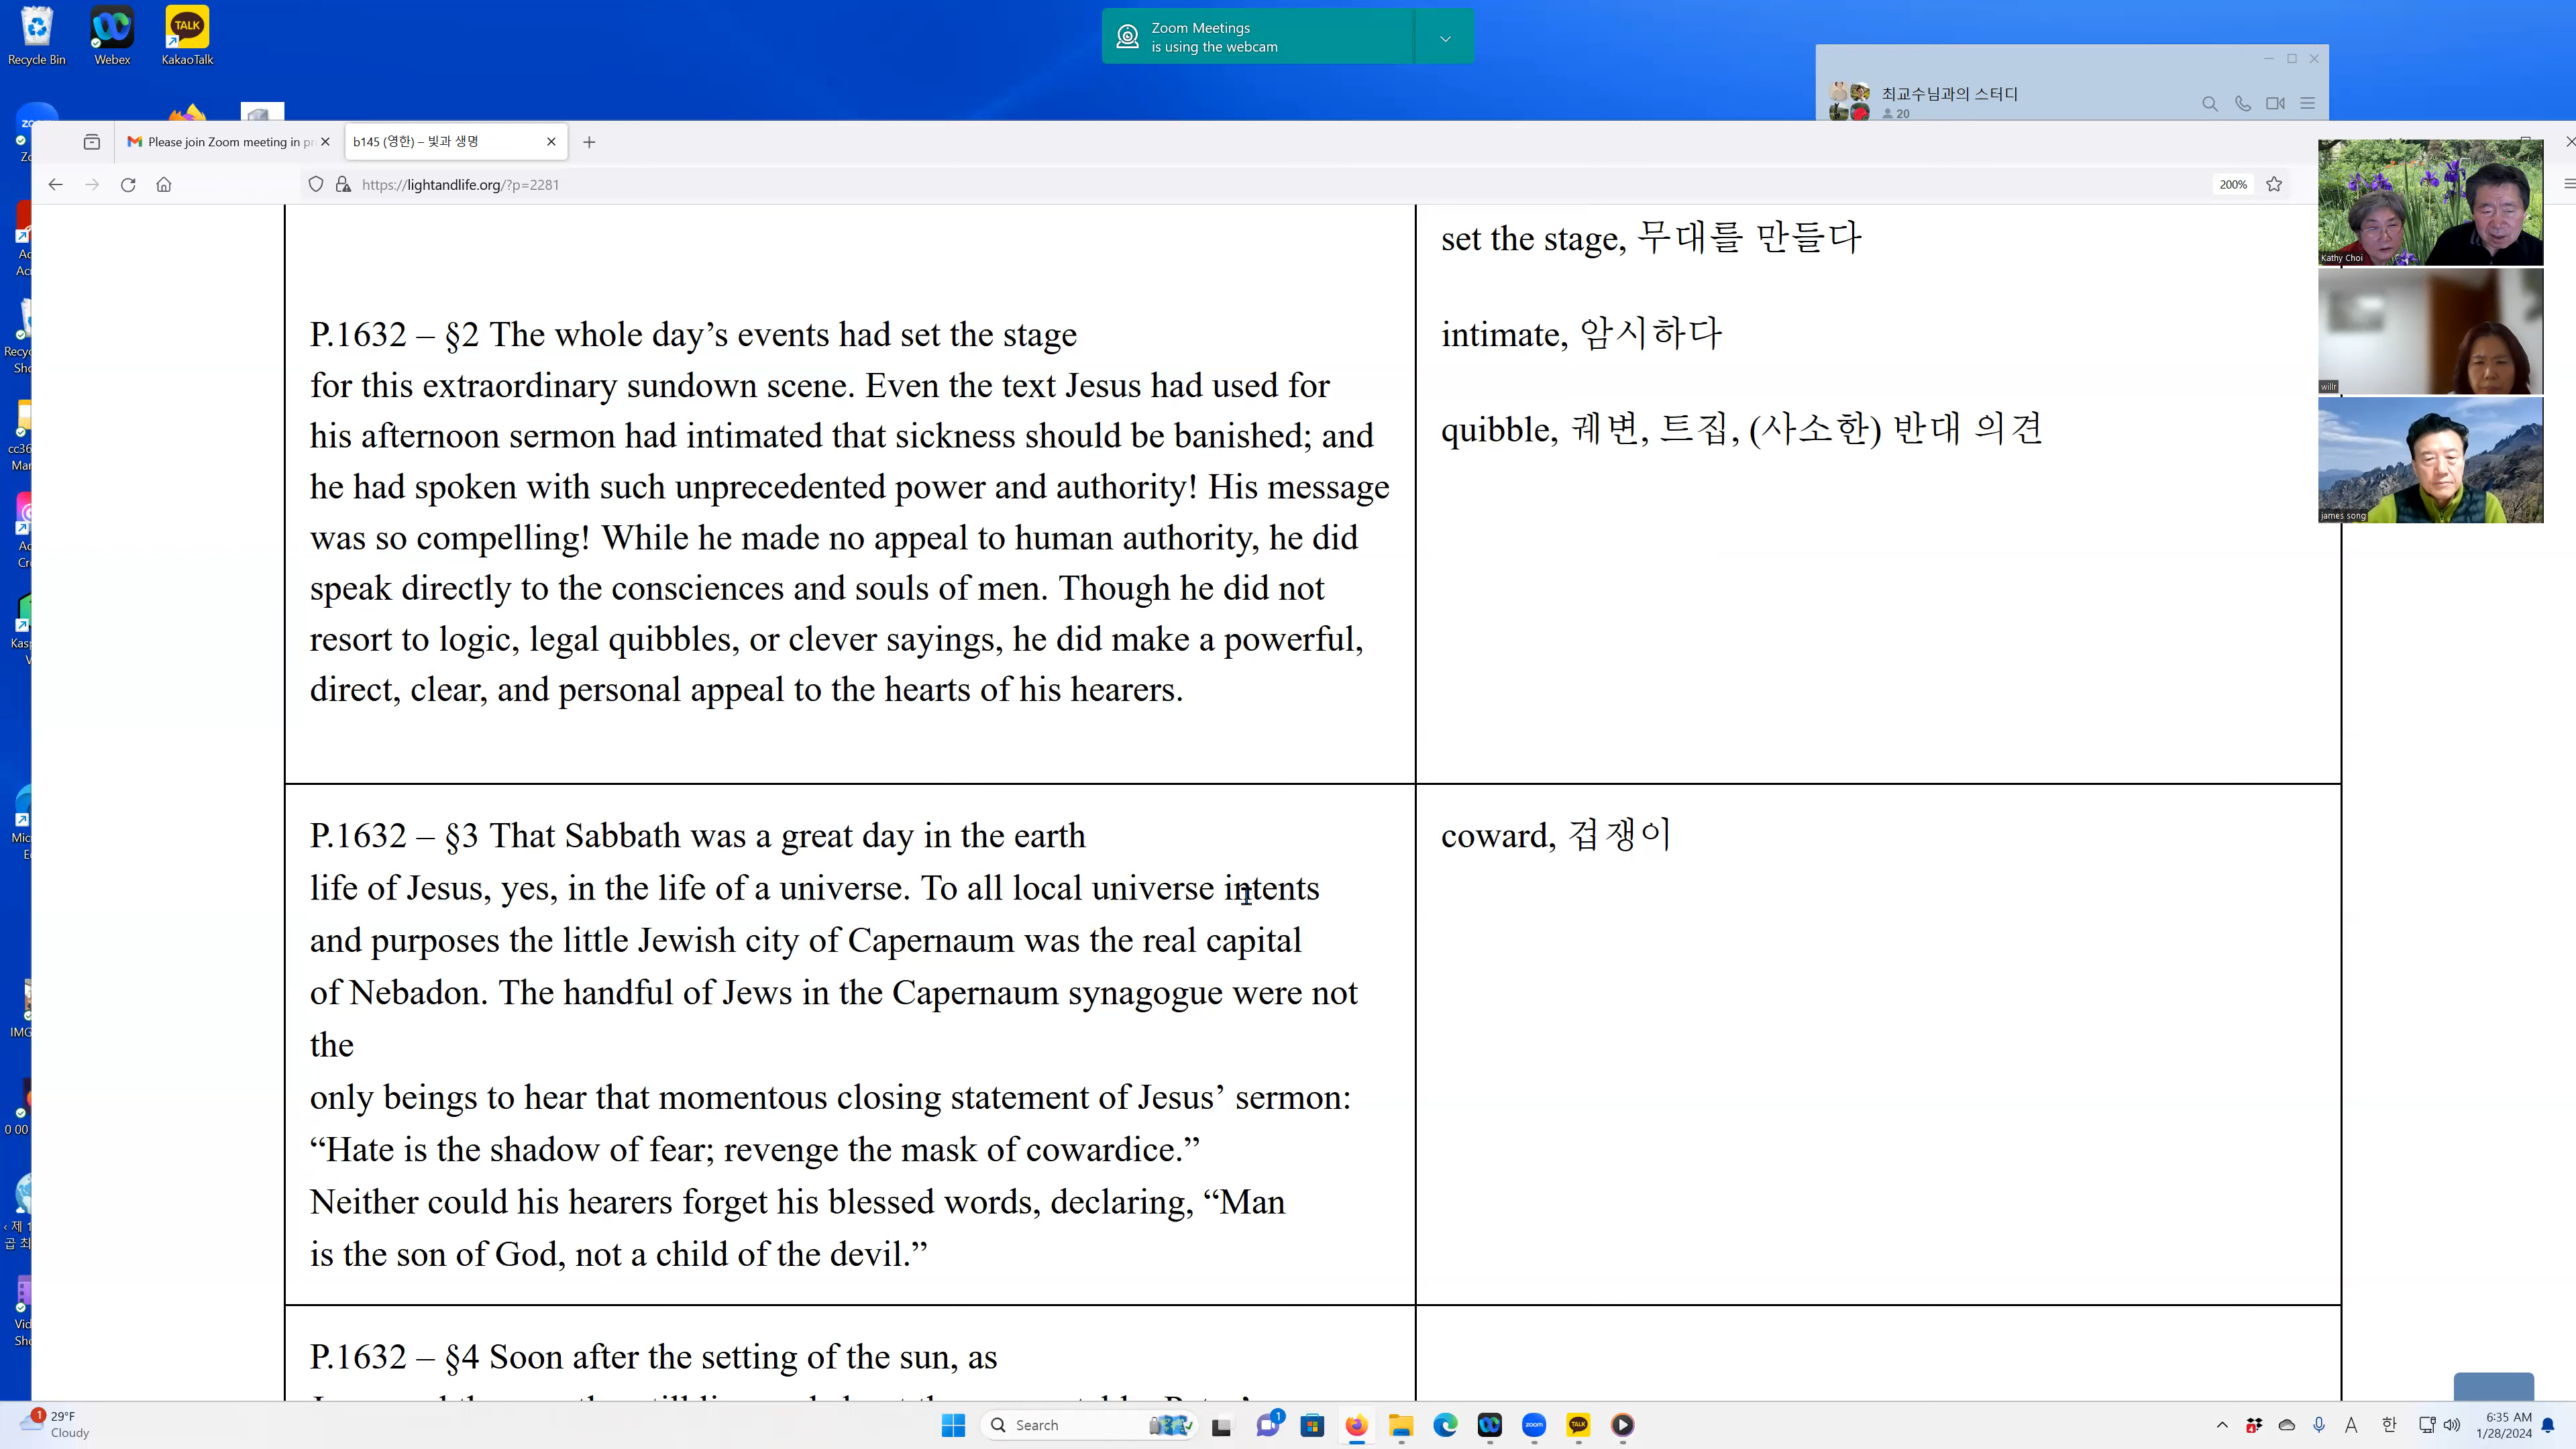 Recycle Bin
Webex
KakaoTalk
TALK
Zoom Meetings
is using the webcam
최교수님과의 스터디
20
Please join Zoom meeting in pr
b145 (영한) – 빛과 생명
https://lightandlife.org/?p=2281
200%
set the stage, 무대를 만들다
intimate, 암시하다
quibble, 궤변, 트집, (사소한) 반대 의견
P.1632 – §2 The whole day’s events had set the stage
for this extraordinary sundown scene. Even the text Jesus had used for
his afternoon sermon had intimated that sickness should be banished; and
he had spoken with such unprecedented power and authority! His message
was so compelling! While he made no appeal to human authority, he did
speak directly to the consciences and souls of men. Though he did not
resort to logic, legal quibbles, or clever sayings, he did make a powerful,
direct, clear, and personal appeal to the hearts of his hearers.
P.1632 – §3 That Sabbath was a great day in the earth
life of Jesus, yes, in the life of a universe. To all local universe intents
and purposes the little Jewish city of Capernaum was the real capital
of Nebadon. The handful of Jews in the Capernaum synagogue were not
the
only beings to hear that momentous closing statement of Jesus’ sermon:
“Hate is the shadow of fear; revenge the mask of cowardice.”
Neither could his hearers forget his blessed words, declaring, “Man
is the son of God, not a child of the devil.”
coward, 겁쟁이
P.1632 – §4 Soon after the setting of the sun, as
Kathy Choi
willr
james song
29°F
Cloudy
Search
zoom
TALK
A
한
6:35 AM
1/28/2024